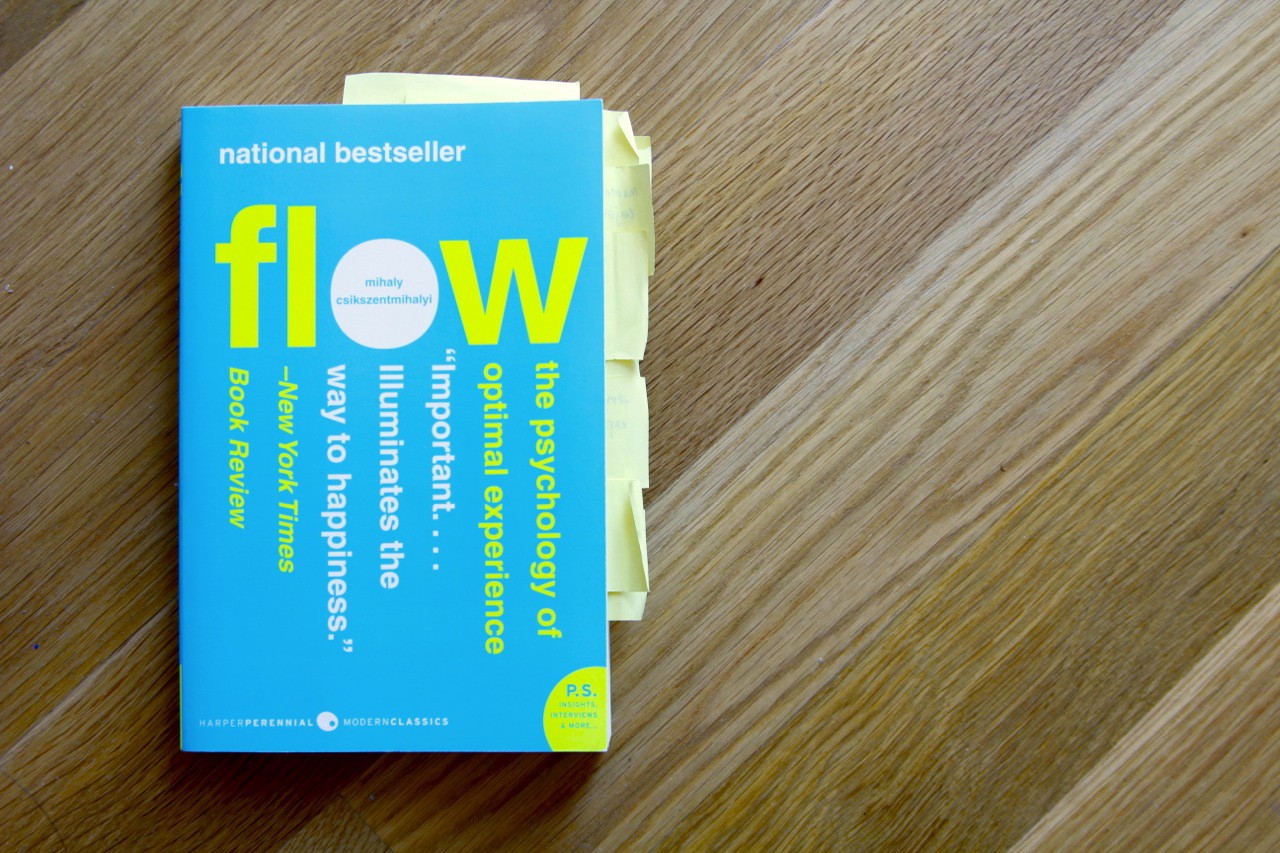 national bestseller
flow
mihaly
csikszentmihalyi
the psychology of
optimal experience
“Important. . . .
Illuminates the
way to happiness.”
–New York Times
Book Review
HARPERPERENNIAL MODERNCLASSICS
P.S.
INSIGHTS,
INTERVIEWS
& MORE...